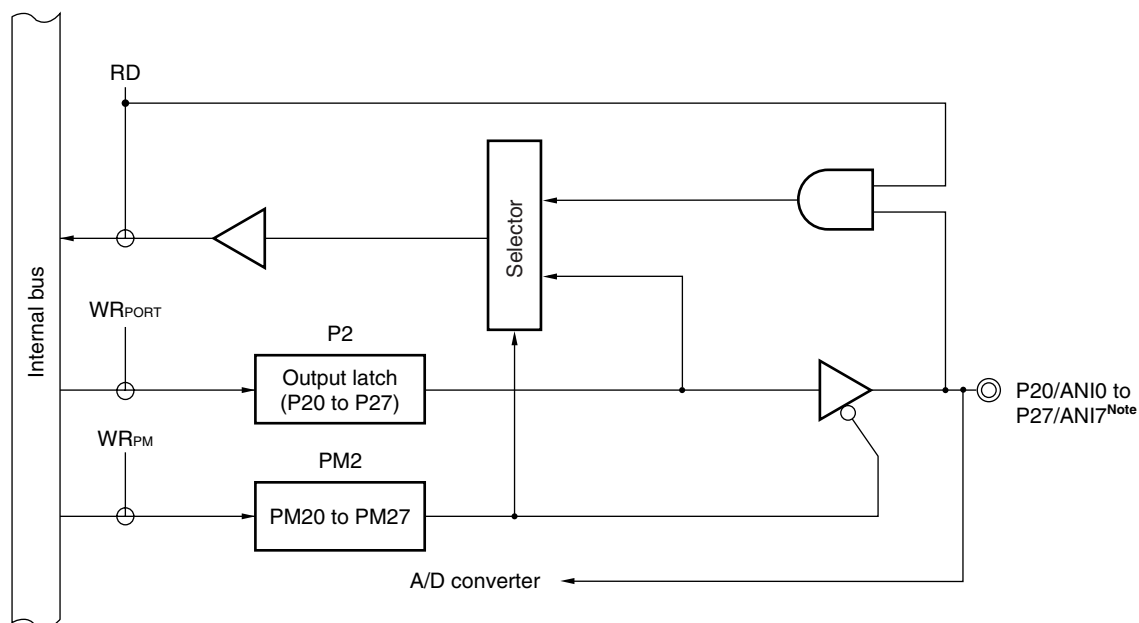 RD
Selector
Internal bus
WRPORT
P2
Output latch
(P20 to P27)
P20/ANI0 to
P27/ANI7Note
WRPM
PM2
PM20 to PM27
A/D converter